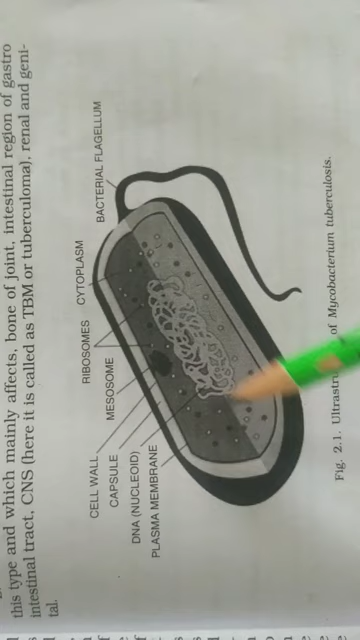 this type and which mainly affects, bone of joint, intestinal region of gastro
intestinal tract, CNS (here it is called as TBM or tuberculoma), renal and geni-
tal.
BACTERIAL FLAGELLUM
CYTOPLASM
RIBOSOMES
MESOSOME
CELL WALL
CAPSULE
DNA (NUCLEOID)
PLASMA MEMBRANE
Fig. 2.1. of Mycobacterium tuberculosis.